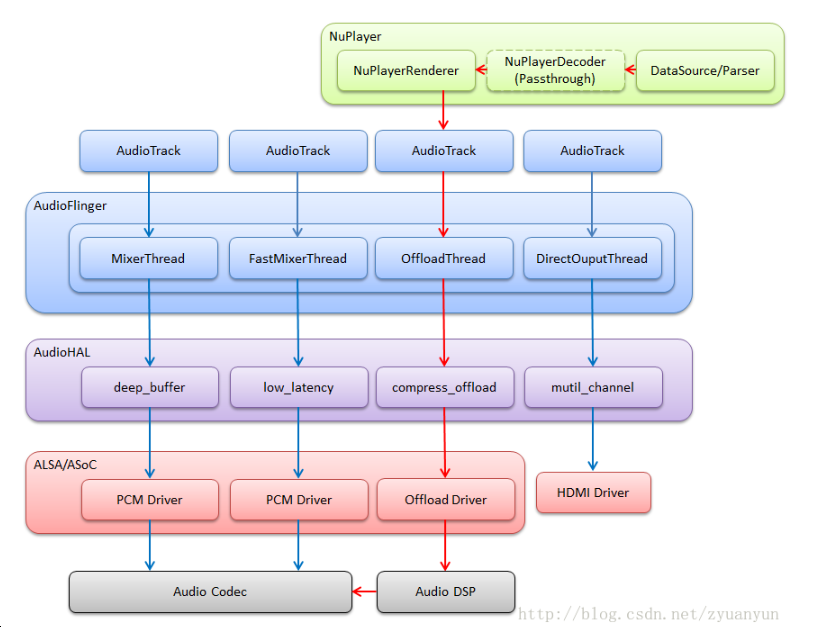 NuPlayer
NuPlayerRenderer
NuPlayerDecoder
(Passthrough)
DataSource/Parser
AudioTrack
AudioTrack
AudioTrack
AudioTrack
AudioFlinger
MixerThread
FastMixerThread
OffloadThread
DirectOuputThread
AudioHAL
deep_buffer
low_latency
compress_offload
mutil_channel
ALSA/ASoC
PCM Driver
PCM Driver
Offload Driver
HDMI Driver
Audio Codec
Audio DSP
http://blog.csdn.net/zyuanyun